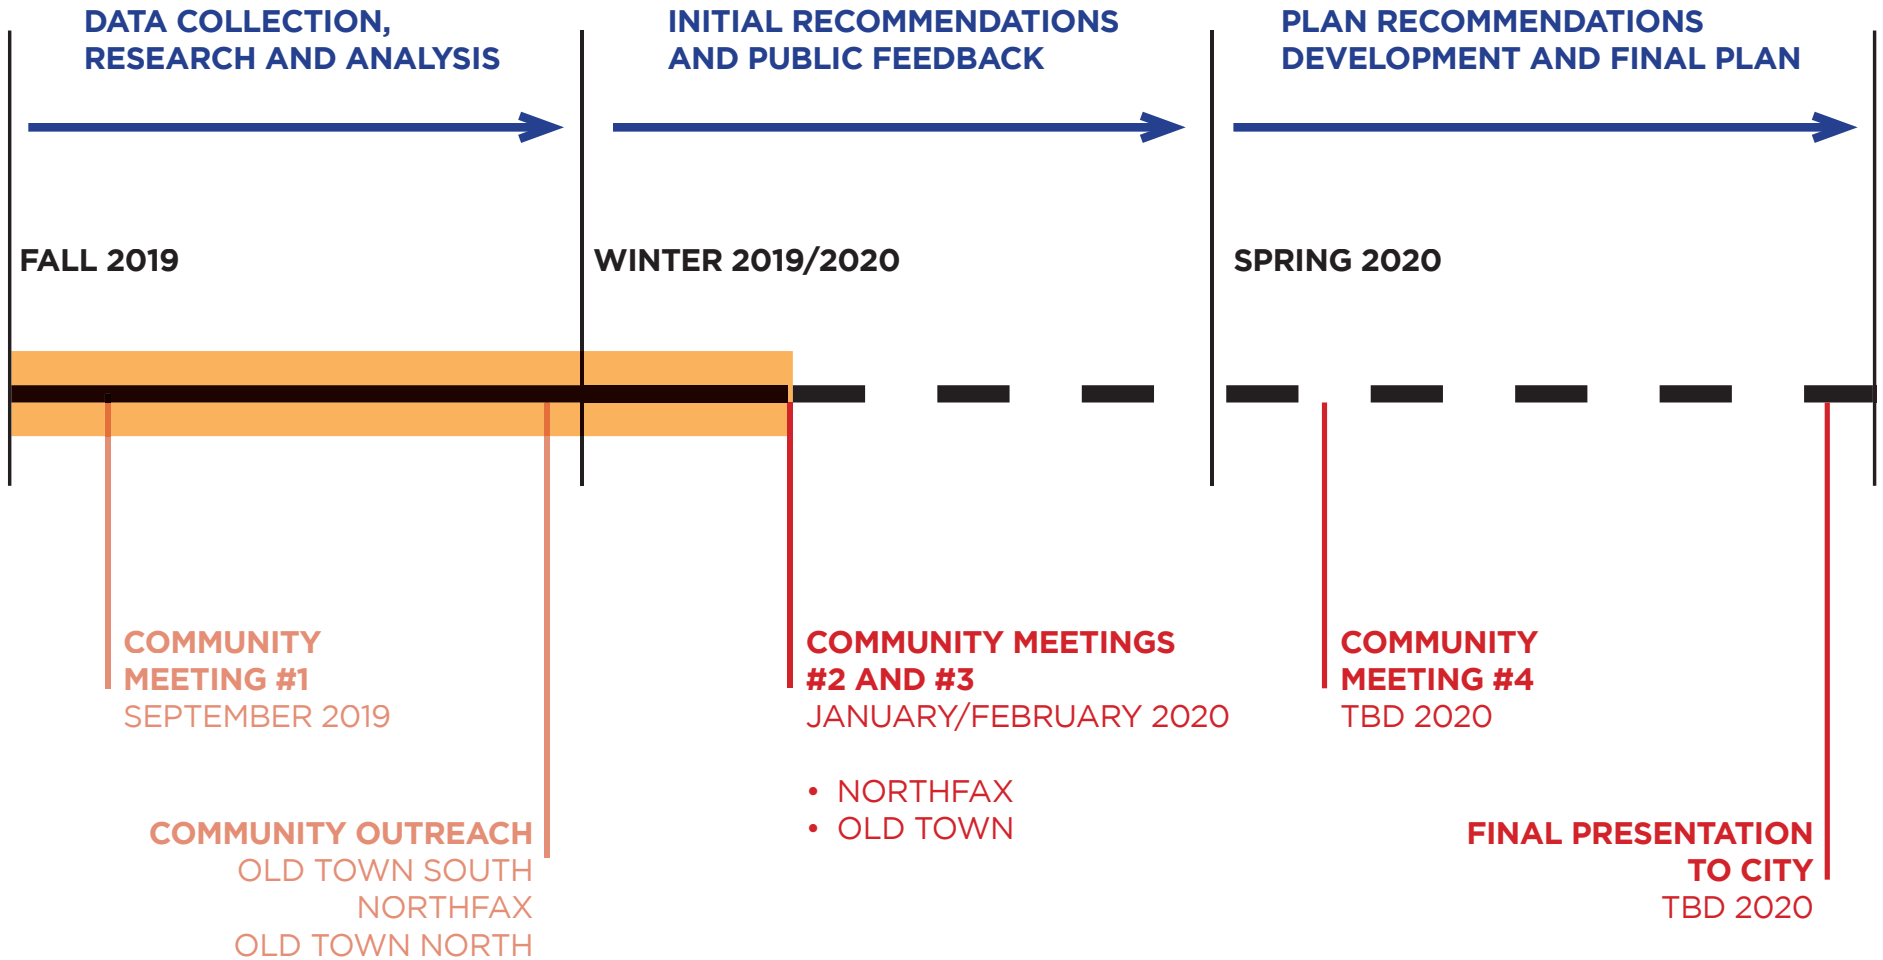 DATA COLLECTION,
RESEARCH AND ANALYSIS
INITIAL RECOMMENDATIONS
AND PUBLIC FEEDBACK
PLAN RECOMMENDATIONS
DEVELOPMENT AND FINAL PLAN
FALL 2019
WINTER 2019/2020
SPRING 2020
COMMUNITY
MEETING #1
SEPTEMBER 2019
COMMUNITY OUTREACH
OLD TOWN SOUTH
NORTHFAX
OLD TOWN NORTH
COMMUNITY MEETINGS
#2 AND #3
JANUARY/FEBRUARY 2020
• NORTHFAX
• OLD TOWN
COMMUNITY
MEETING #4
TBD 2020
FINAL PRESENTATION
TO CITY
TBD 2020